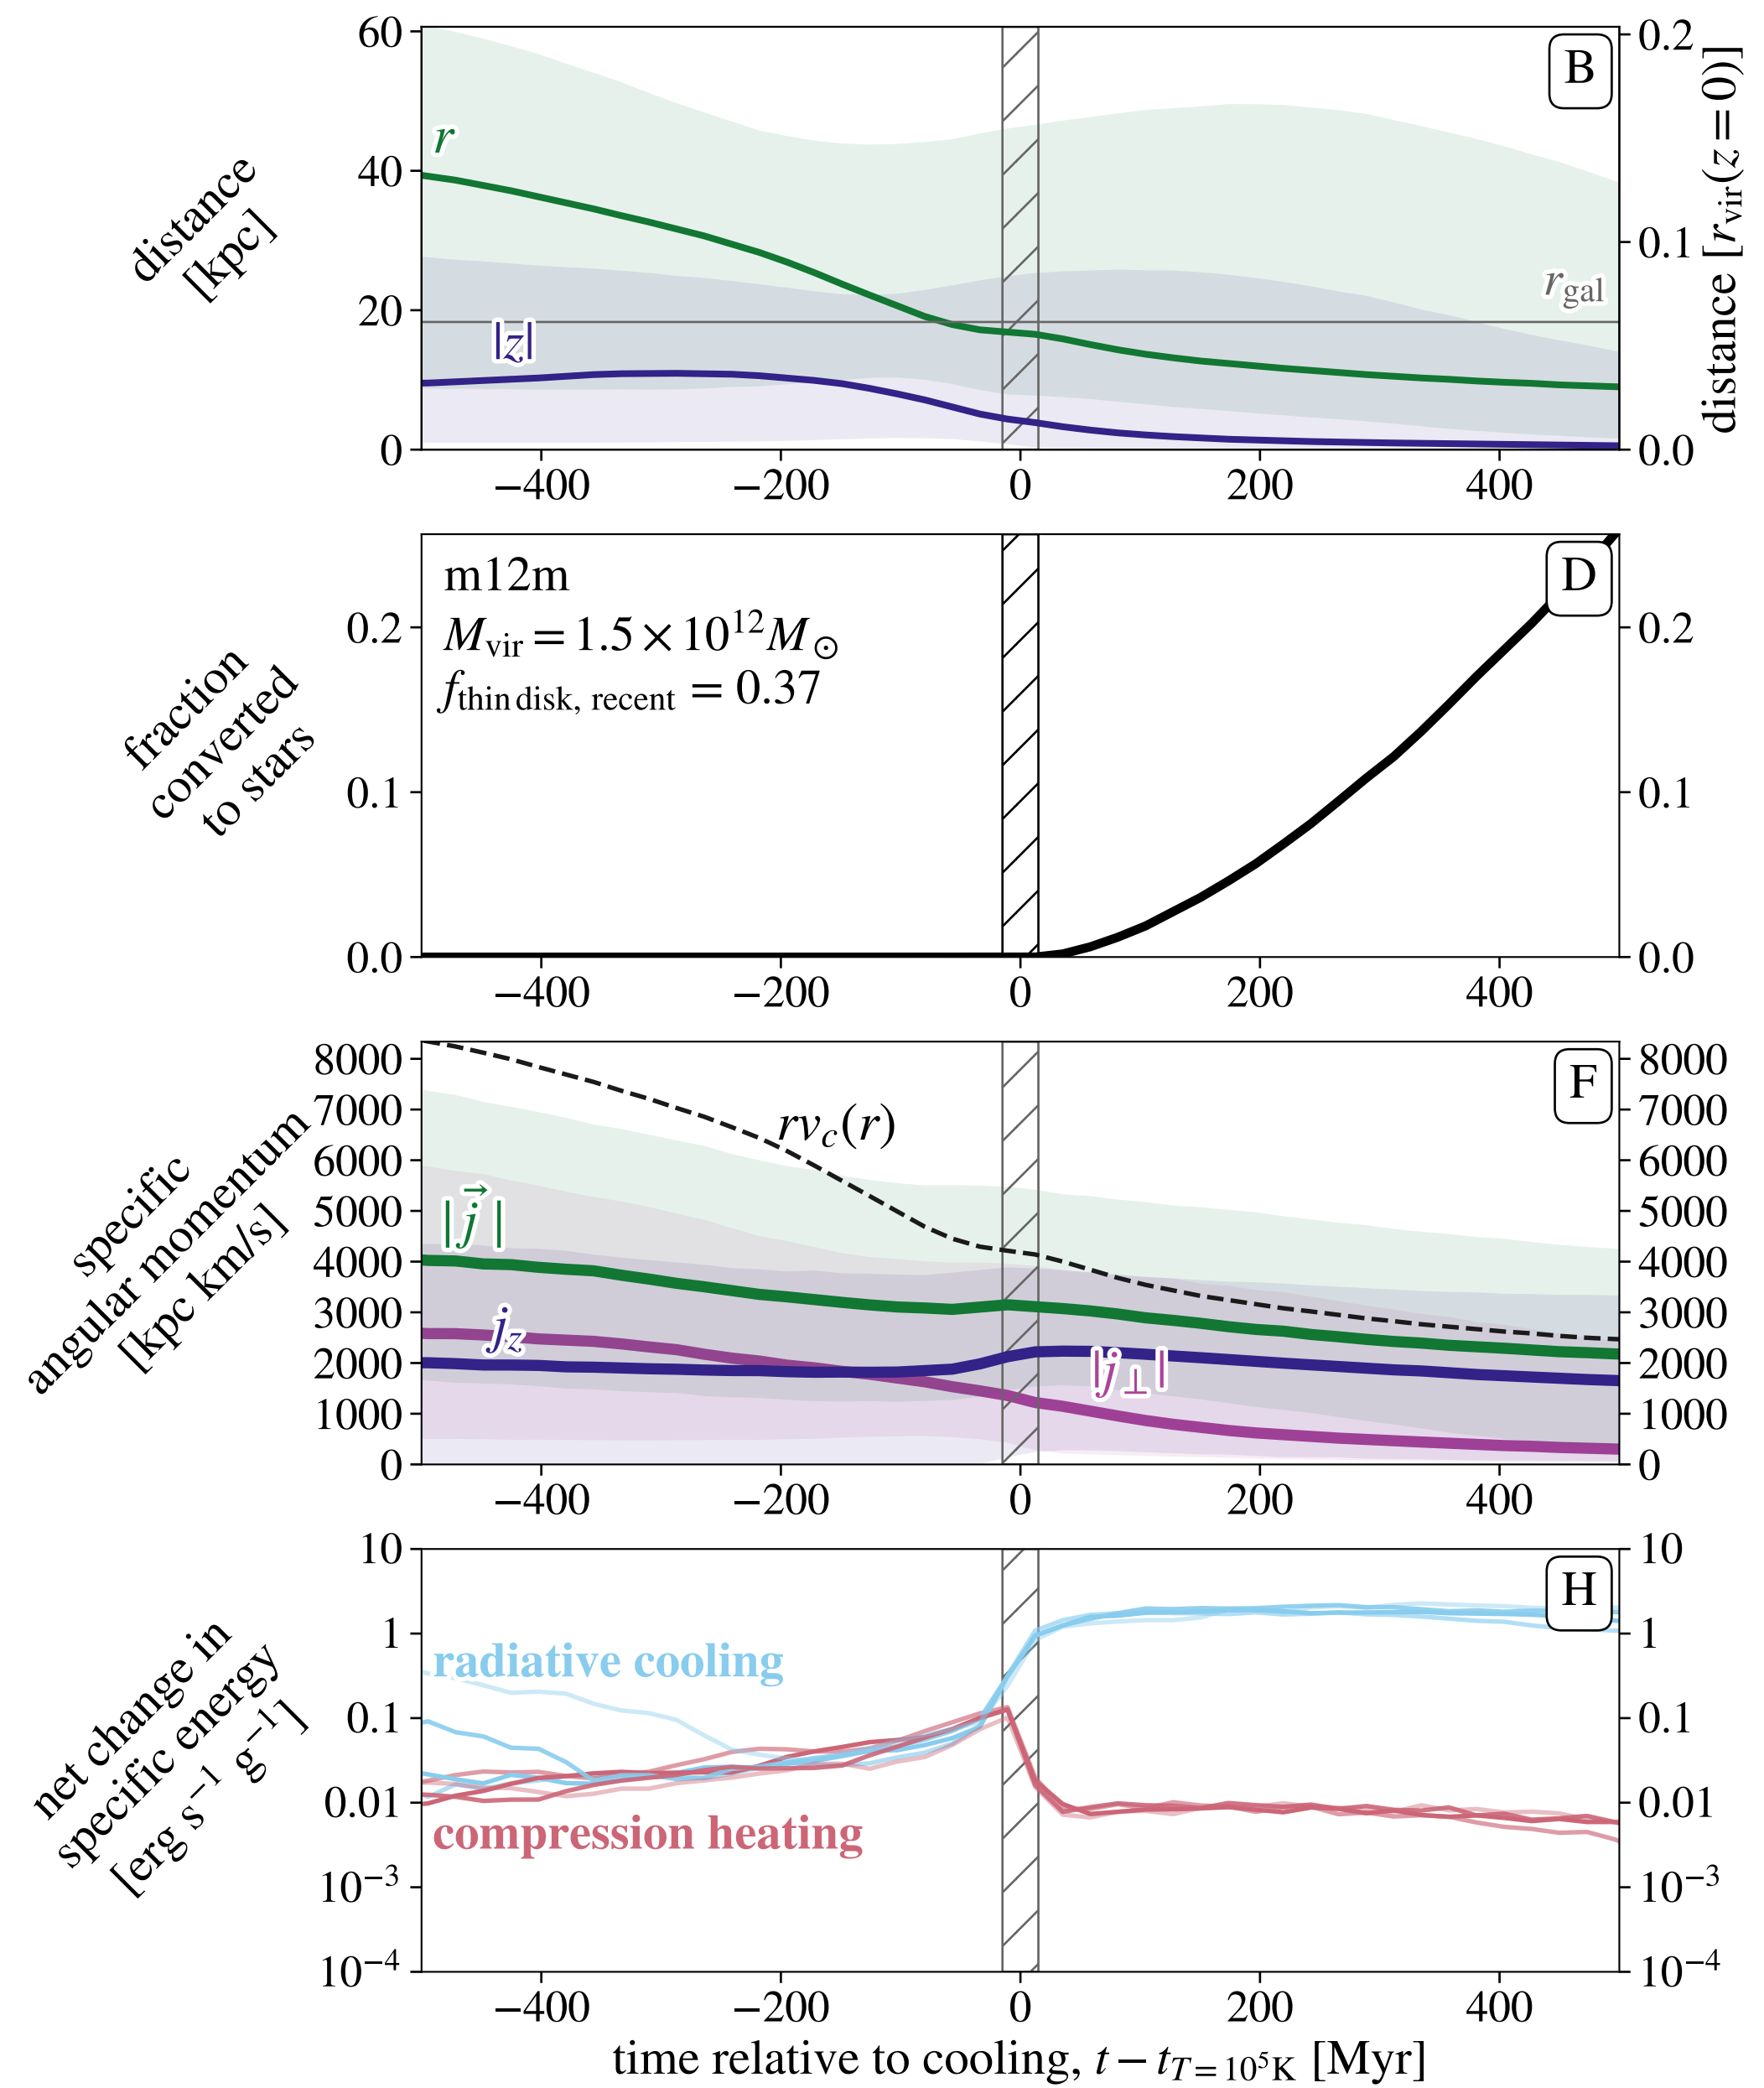 60
40
20
0
distance
[kpc]
r
|z|
r_gal
B
0.2
0.1
0.0
distance [r_vir(z = 0)]
−400 −200 0 200 400
fraction
converted
to stars
0.2
0.1
0.0
m12m
M_vir = 1.5 × 10^12 M_⊙
f_thin disk, recent = 0.37
D
0.2
0.1
0.0
−400 −200 0 200 400
specific
angular momentum
[kpc km/s]
8000
7000
6000
5000
4000
3000
2000
1000
0
rv_c(r)
|j⃗|
j_z
|j_⊥|
F
8000
7000
6000
5000
4000
3000
2000
1000
0
−400 −200 0 200 400
net change in
specific energy
[erg s^−1 g^−1]
10
1
0.1
0.01
10^−3
10^−4
radiative cooling
compression heating
H
10
1
0.1
0.01
10^−3
10^−4
−400 −200 0 200 400
time relative to cooling, t − t_T = 10^5 K [Myr]